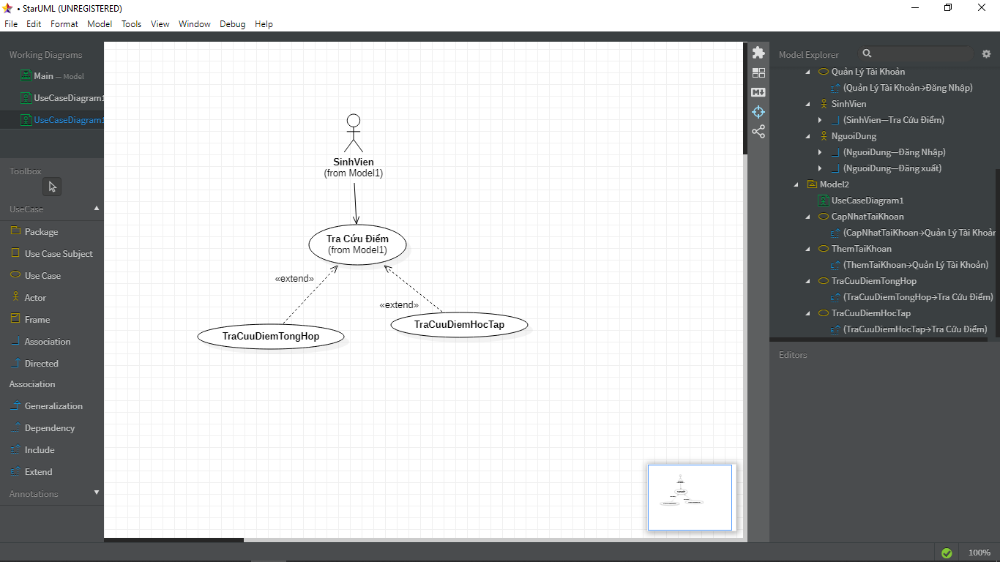 • StarUML (UNREGISTERED)
File Edit Format Model Tools View Window Debug Help
Working Diagrams
Main — Model
UseCaseDiagram1
UseCaseDiagram1
Toolbox
UseCase
Package
Use Case Subject
Use Case
Actor
Frame
Association
Directed
Association
Generalization
Dependency
Include
Extend
Annotations
SinhVien
(from Model1)
Tra Cứu Điểm
(from Model1)
«extend»
«extend»
TraCuuDiemHocTap
TraCuuDiemTongHop
Model Explorer
Quản Lý Tài Khoản
(Quản Lý Tài Khoản→Đăng Nhập)
SinhVien
(SinhVien—Tra Cứu Điểm)
NguoiDung
(NguoiDung—Đăng Nhập)
(NguoiDung—Đăng xuất)
Model2
UseCaseDiagram1
CapNhatTaiKhoan
(CapNhatTaiKhoan→Quản Lý Tài Khoản
ThemTaiKhoan
(ThemTaiKhoan→Quản Lý Tài Khoản)
TraCuuDiemTongHop
(TraCuuDiemTongHop→Tra Cứu Điểm)
TraCuuDiemHocTap
(TraCuuDiemHocTap→Tra Cứu Điểm)
Editors
100%